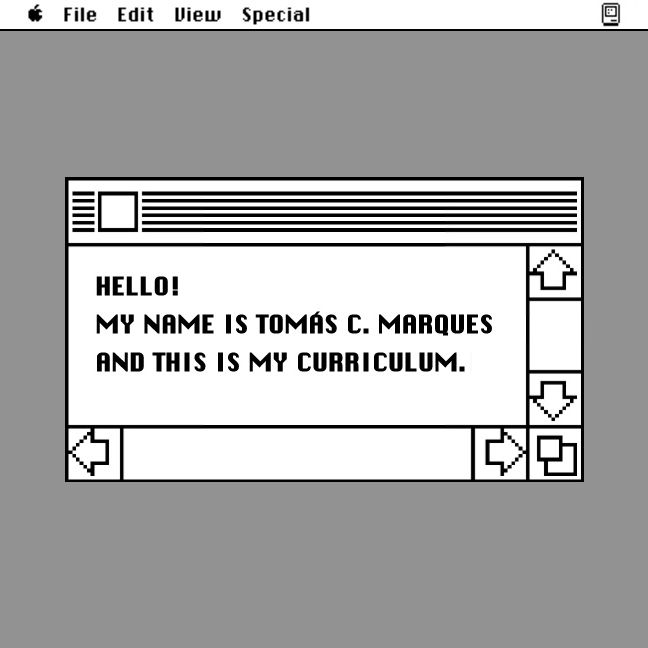 File Edit View Special
HELLO!
MY NAME IS TOMÁS C. MARQUES
AND THIS IS MY CURRICULUM.